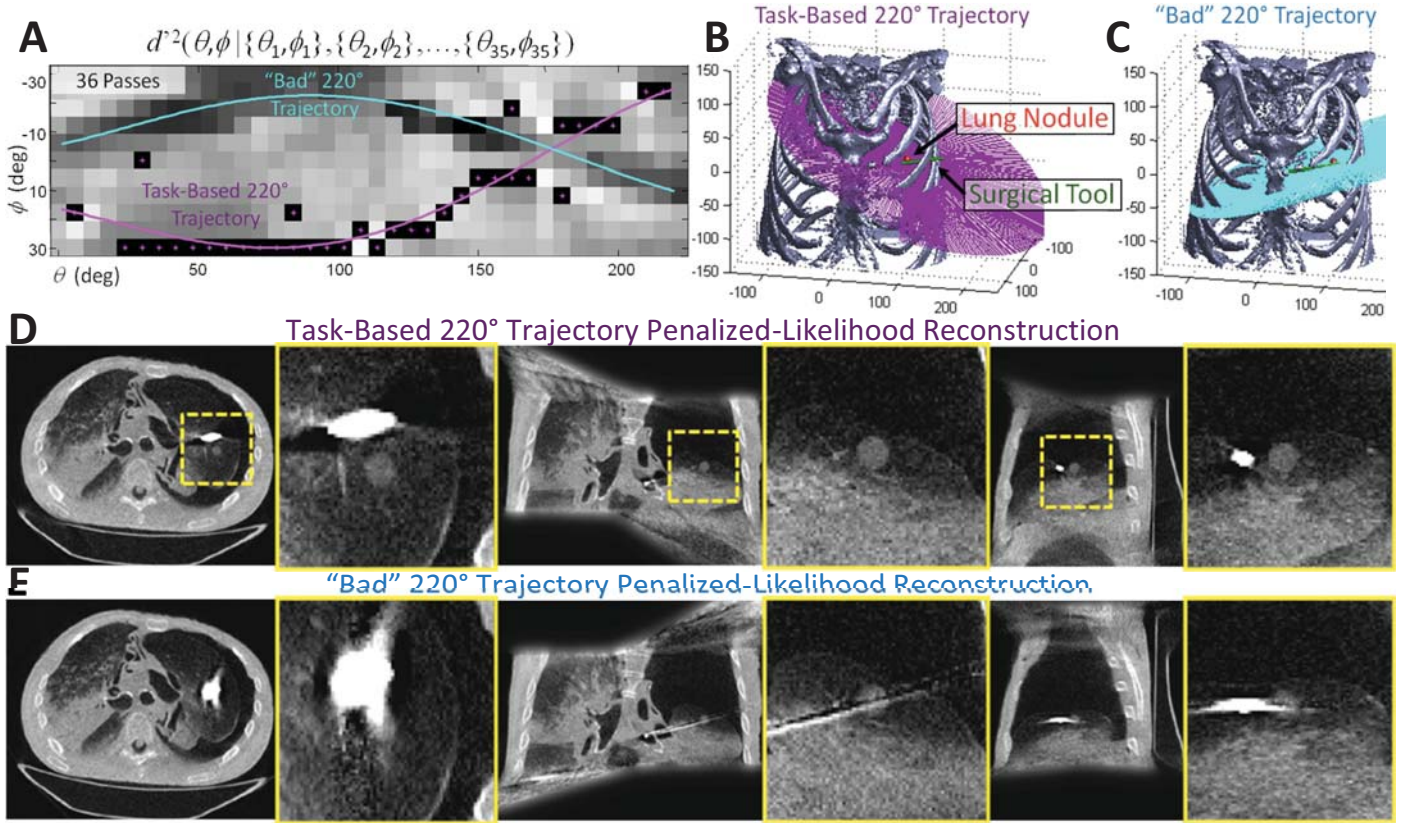 A
d'²(θ,ϕ | {θ₁,ϕ₁},{θ₂,ϕ₂},…,{θ₃₅,ϕ₃₅})
36 Passes
"Bad" 220°
Trajectory
Task-Based 220°
Trajectory
-30
-10
10
30
ϕ (deg)
θ (deg)
50
100
150
200
B
Task-Based 220° Trajectory
150
100
50
0
-50
-100
-150
Lung Nodule
Surgical Tool
-100
0
100
200
-100
0
100
C
"Bad" 220° Trajectory
150
100
50
0
-50
-100
-150
-100
0
100
200
D
Task-Based 220° Trajectory Penalized-Likelihood Reconstruction
E
"Bad" 220° Trajectory Penalized-Likelihood Reconstruction